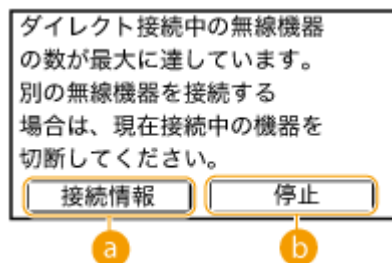 ダイレクト接続中の無線機器
の数が最大に達しています。
別の無線機器を接続する
場合は、現在接続中の機器を
切断してください。
接続情報 停止
a b